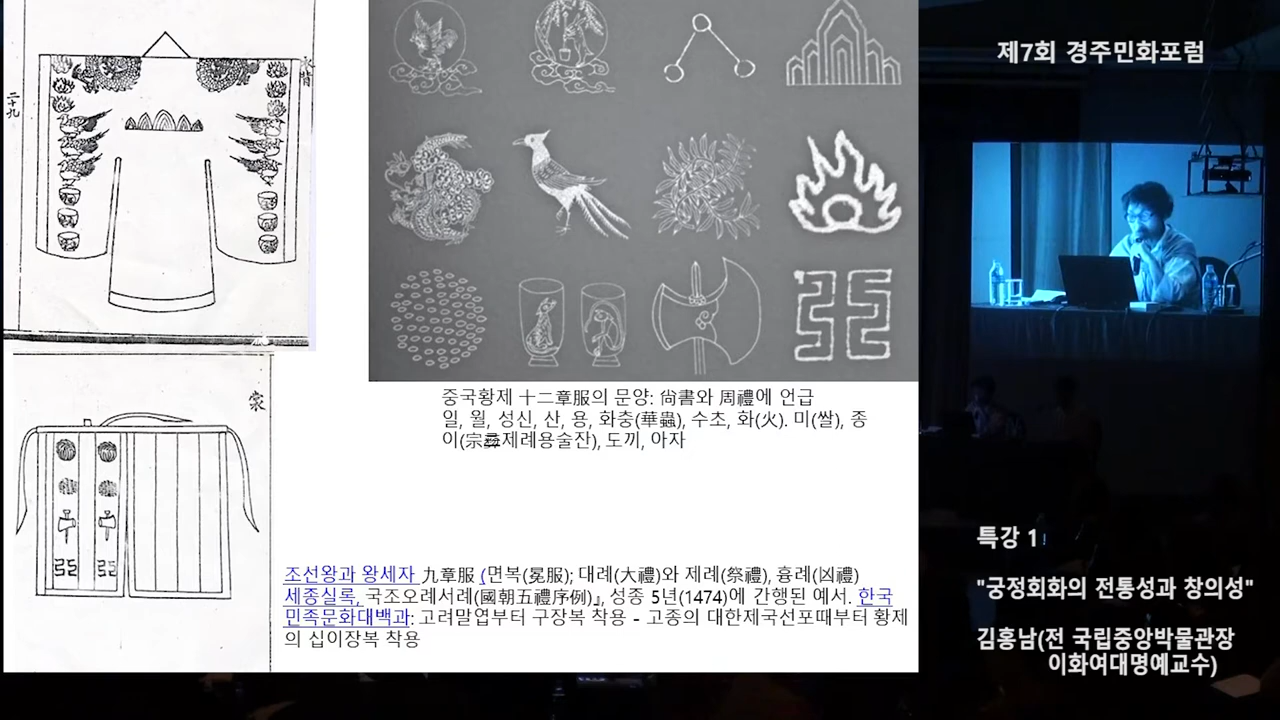 二十九
裳
중국황제 十二章服의 문양: 尙書와 周禮에 언급
일, 월, 성신, 산, 용, 화충(華蟲), 수초, 화(火). 미(쌀), 종
이(宗彛제례용술잔), 도끼, 아자
조선왕과 왕세자 九章服 (면복(冕服); 대례(大禮)와 제례(祭禮), 흉례(凶禮)
세종실록, 국조오례서례(國朝五禮序例)』, 성종 5년(1474)에 간행된 예서. 한국
민족문화대백과: 고려말엽부터 구장복 착용 - 고종의 대한제국선포때부터 황제
의 십이장복 착용
제7회 경주민화포럼
특강 1
"궁정회화의 전통성과 창의성"
김홍남(전 국립중앙박물관장
이화여대명예교수)